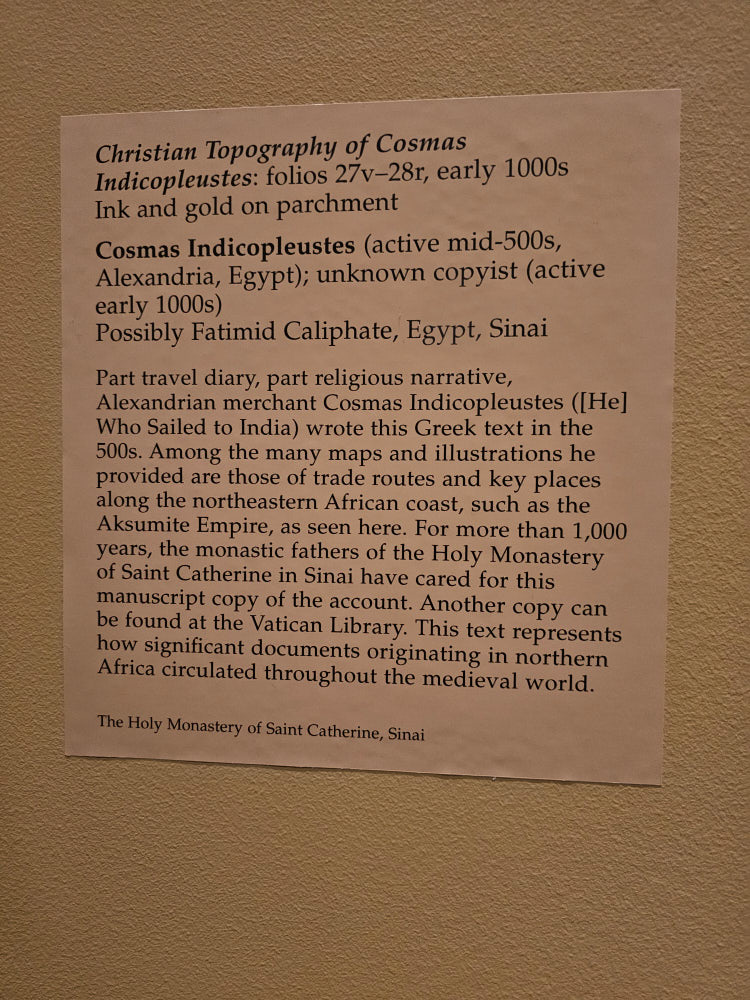 Christian Topography of Cosmas
Indicopleustes: folios 27v–28r, early 1000s
Ink and gold on parchment
Cosmas Indicopleustes (active mid-500s,
Alexandria, Egypt); unknown copyist (active
early 1000s)
Possibly Fatimid Caliphate, Egypt, Sinai
Part travel diary, part religious narrative,
Alexandrian merchant Cosmas Indicopleustes ([He]
Who Sailed to India) wrote this Greek text in the
500s. Among the many maps and illustrations he
provided are those of trade routes and key places
along the northeastern African coast, such as the
Aksumite Empire, as seen here. For more than 1,000
years, the monastic fathers of the Holy Monastery
of Saint Catherine in Sinai have cared for this
manuscript copy of the account. Another copy can
be found at the Vatican Library. This text represents
how significant documents originating in northern
Africa circulated throughout the medieval world.
The Holy Monastery of Saint Catherine, Sinai